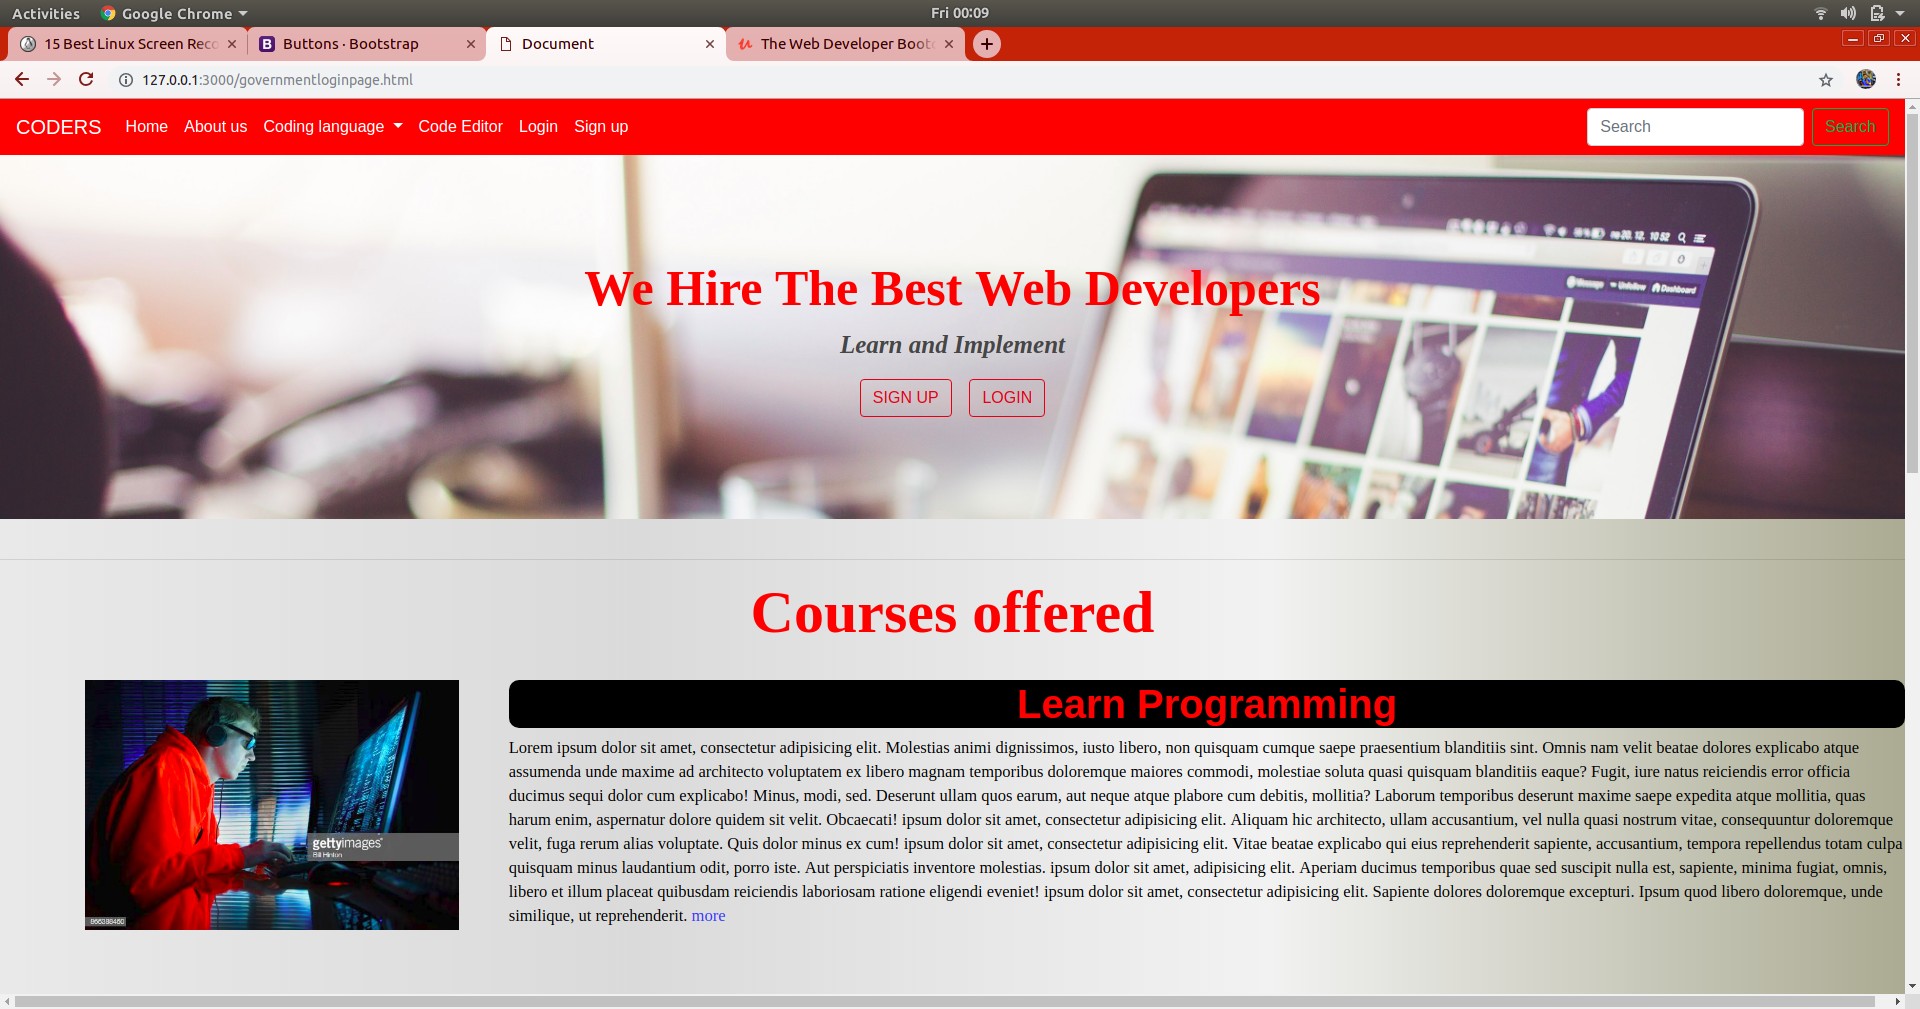 Activities Google Chrome Fri 00:09
15 Best Linux Screen Reco Buttons · Bootstrap Document The Web Developer Bootc
127.0.0.1:3000/governmentloginpage.html
CODERS Home About us Coding language Code Editor Login Sign up Search Search
no 20. 12. 10 52
Message Unfollow Dashboard
We Hire The Best Web Developers
Learn and Implement
SIGN UP LOGIN
Courses offered
Learn Programming
Lorem ipsum dolor sit amet, consectetur adipisicing elit. Molestias animi dignissimos, iusto libero, non quisquam cumque saepe praesentium blanditiis sint. Omnis nam velit beatae dolores explicabo atque
assumenda unde maxime ad architecto voluptatem ex libero magnam temporibus doloremque maiores commodi, molestiae soluta quasi quisquam blanditiis eaque? Fugit, iure natus reiciendis error officia
ducimus sequi dolor cum explicabo! Minus, modi, sed. Deserunt ullam quos earum, aut neque atque plabore cum debitis, mollitia? Laborum temporibus deserunt maxime saepe expedita atque mollitia, quas
harum enim, aspernatur dolore quidem sit velit. Obcaecati! ipsum dolor sit amet, consectetur adipisicing elit. Aliquam hic architecto, ullam accusantium, vel nulla quasi nostrum vitae, consequuntur doloremque
velit, fuga rerum alias voluptate. Quis dolor minus ex cum! ipsum dolor sit amet, consectetur adipisicing elit. Vitae beatae explicabo qui eius reprehenderit sapiente, accusantium, tempora repellendus totam culpa
quisquam minus laudantium odit, porro iste. Aut perspiciatis inventore molestias. ipsum dolor sit amet, adipisicing elit. Aperiam ducimus temporibus quae sed suscipit nulla est, sapiente, minima fugiat, omnis,
libero et illum placeat quibusdam reiciendis laboriosam ratione eligendi eveniet! ipsum dolor sit amet, consectetur adipisicing elit. Sapiente dolores doloremque excepturi. Ipsum quod libero doloremque, unde
similique, ut reprehenderit. more
gettyimages
Bill Hinton